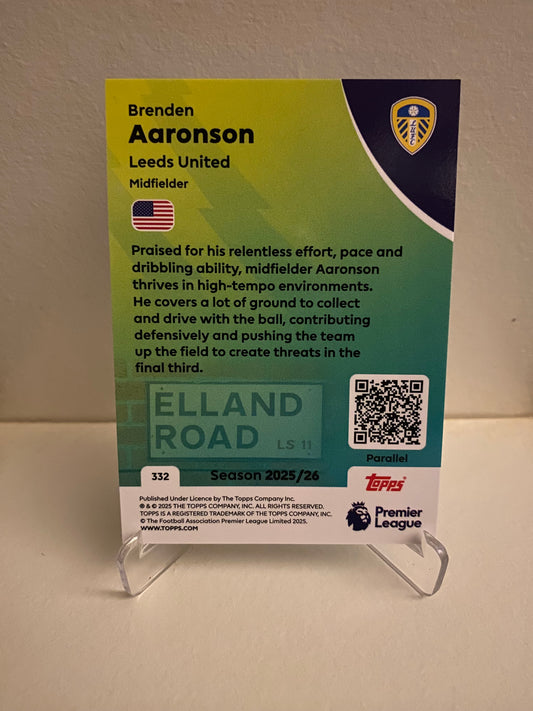 Brenden
Aaronson
Leeds United
Midfielder
Praised for his relentless effort, pace and
dribbling ability, midfielder Aaronson
thrives in high-tempo environments.
He covers a lot of ground to collect
and drive with the ball, contributing
defensively and pushing the team
up the field to create threats in the
final third.
ELLAND
ROAD LS 11
Parallel
332
Season 2025/26
Topps
Published Under Licence by The Topps Company Inc.
® & © 2025 THE TOPPS COMPANY, INC. ALL RIGHTS RESERVED.
TOPPS IS A REGISTERED TRADEMARK OF THE TOPPS COMPANY, INC.
© The Football Association Premier League Limited 2025.
WWW.TOPPS.COM
Premier
League